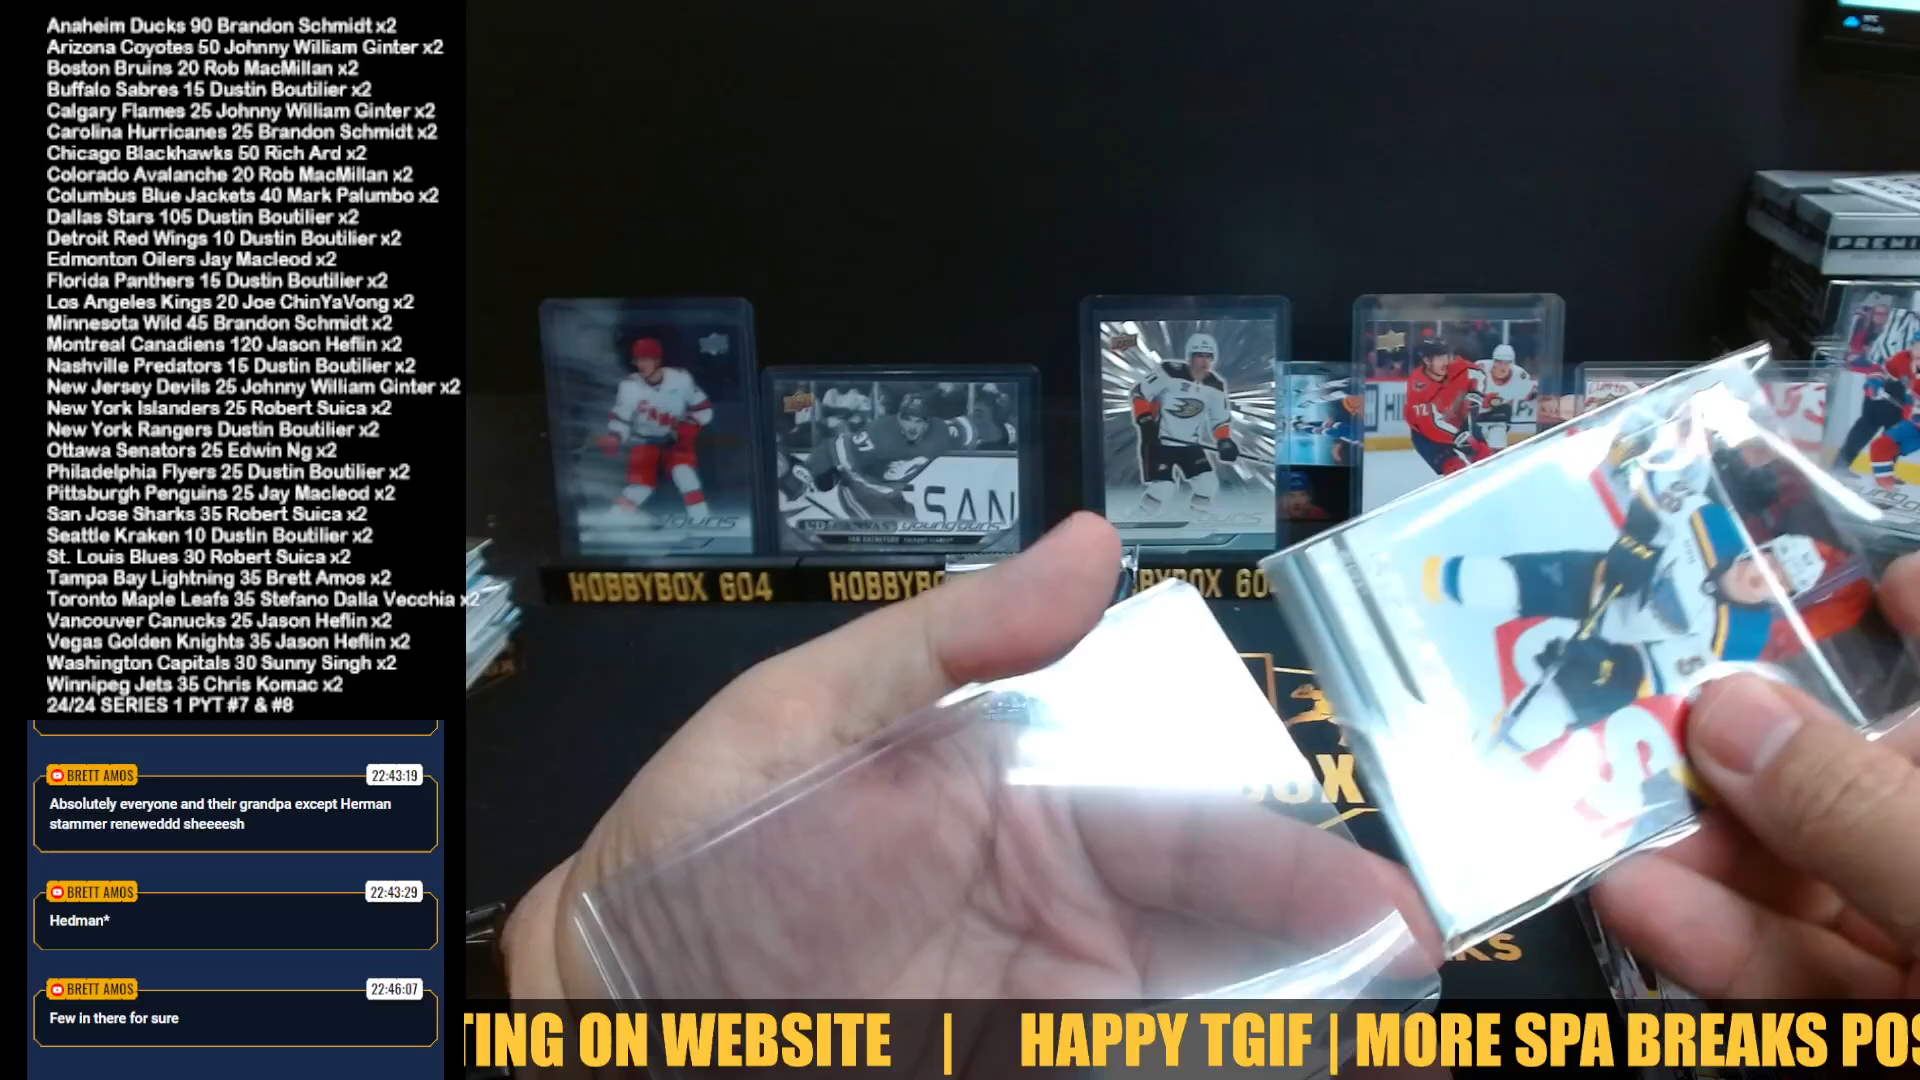 Anaheim Ducks 90 Brandon Schmidt x2
Arizona Coyotes 50 Johnny William Ginter x2
Boston Bruins 20 Rob MacMillan x2
Buffalo Sabres 15 Dustin Boutilier x2
Calgary Flames 25 Johnny William Ginter x2
Carolina Hurricanes 25 Brandon Schmidt x2
Chicago Blackhawks 50 Rich Ard x2
Colorado Avalanche 20 Rob MacMillan x2
Columbus Blue Jackets 40 Mark Palumbo x2
Dallas Stars 105 Dustin Boutilier x2
Detroit Red Wings 10 Dustin Boutilier x2
Edmonton Oilers Jay Macleod x2
Florida Panthers 15 Dustin Boutilier x2
Los Angeles Kings 20 Joe ChinYaVong x2
Minnesota Wild 45 Brandon Schmidt x2
Montreal Canadiens 120 Jason Heflin x2
Nashville Predators 15 Dustin Boutilier x2
New Jersey Devils 25 Johnny William Ginter x2
New York Islanders 25 Robert Suica x2
New York Rangers Dustin Boutilier x2
Ottawa Senators 25 Edwin Ng x2
Philadelphia Flyers 25 Dustin Boutilier x2
Pittsburgh Penguins 25 Jay Macleod x2
San Jose Sharks 35 Robert Suica x2
Seattle Kraken 10 Dustin Boutilier x2
St. Louis Blues 30 Robert Suica x2
Tampa Bay Lightning 35 Brett Amos x2
Toronto Maple Leafs 35 Stefano Dalla Vecchia x2
Vancouver Canucks 25 Jason Heflin x2
Vegas Golden Knights 35 Jason Heflin x2
Washington Capitals 30 Sunny Singh x2
Winnipeg Jets 35 Chris Komac x2
24/24 SERIES 1 PYT #7 & #8
BRETT AMOS 22:43:19
Absolutely everyone and their grandpa except Herman
stammer reneweddd sheeeesh
BRETT AMOS 22:43:29
Hedman*
BRETT AMOS 22:46:07
Few in there for sure
PREMI
72
SAN
HOBBYBOX 604
HOBBYB
BYBOX 60
OX
KS
TING ON WEBSITE | HAPPY TGIF | MORE SPA BREAKS POS